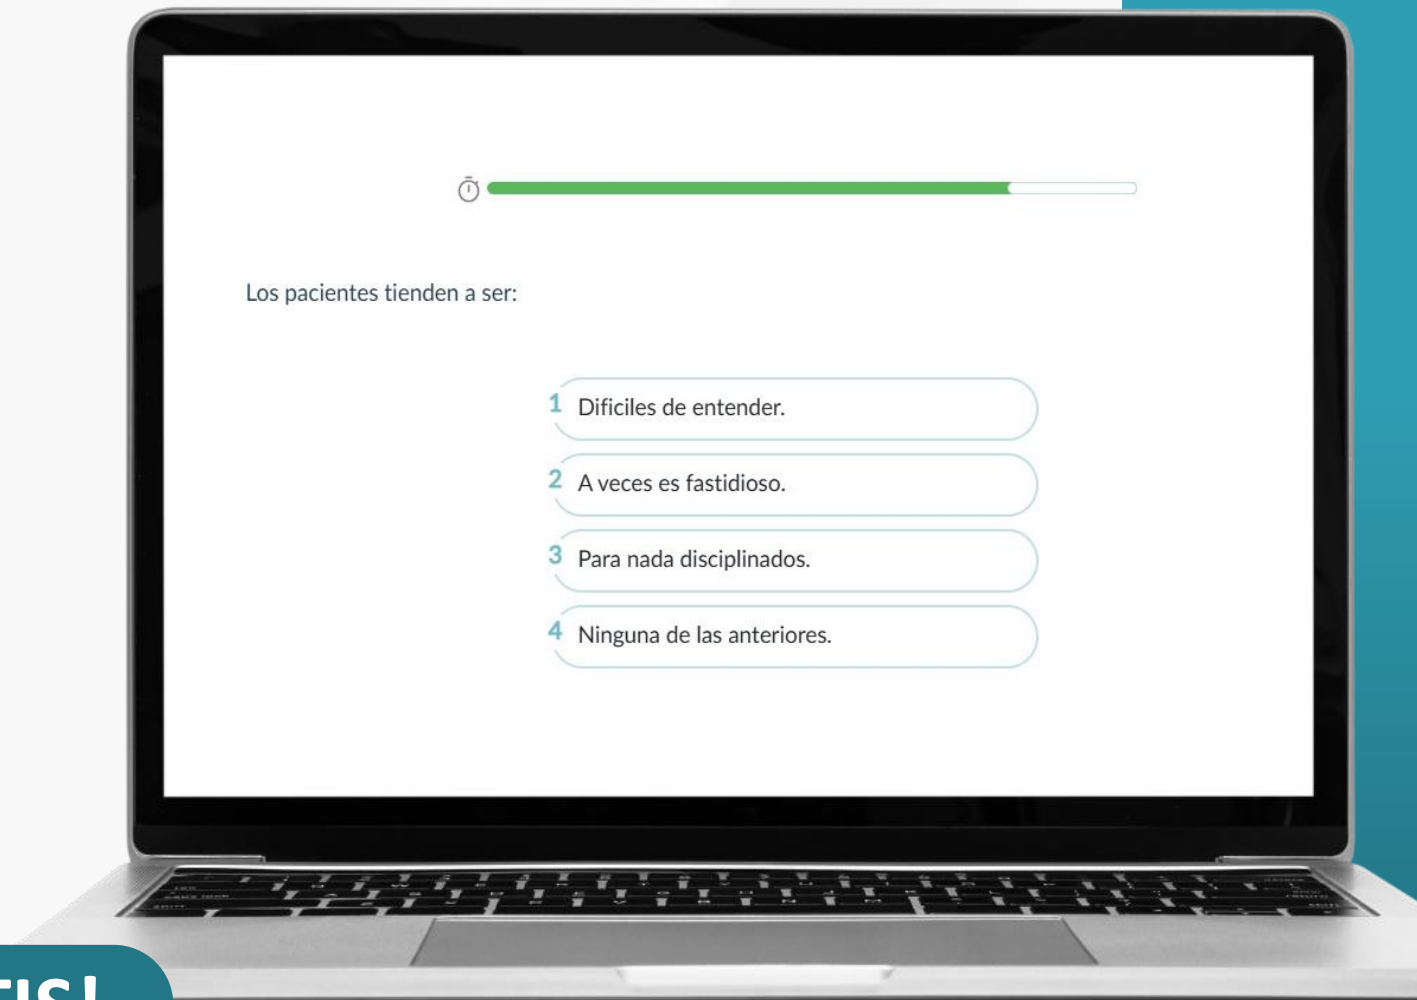 Los pacientes tienden a ser:
1 Dificiles de entender.
2 A veces es fastidioso.
3 Para nada disciplinados.
4 Ninguna de las anteriores.
TIS!